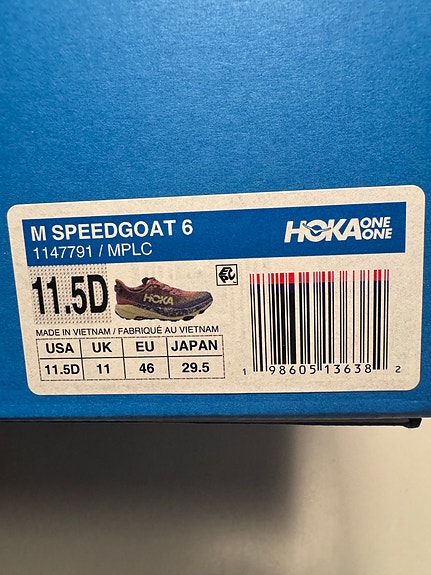 M SPEEDGOAT 6
1147791 / MPLC
HOKA ONE ONE
11.5D
HOKA
MADE IN VIETNAM / FABRIQUÉ AU VIETNAM
USA UK EU JAPAN
11.5D 11 46 29.5
1 98605 13638 2